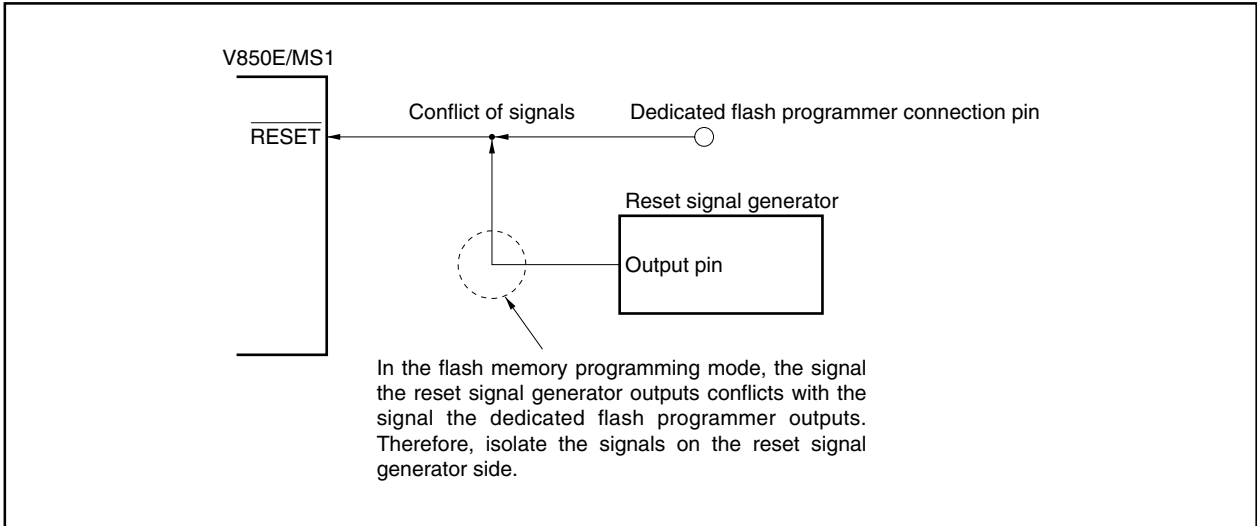 V850E/MS1
Conflict of signals
Dedicated flash programmer connection pin
RESET
Reset signal generator
Output pin
In the flash memory programming mode, the signal
the reset signal generator outputs conflicts with the
signal the dedicated flash programmer outputs.
Therefore, isolate the signals on the reset signal
generator side.